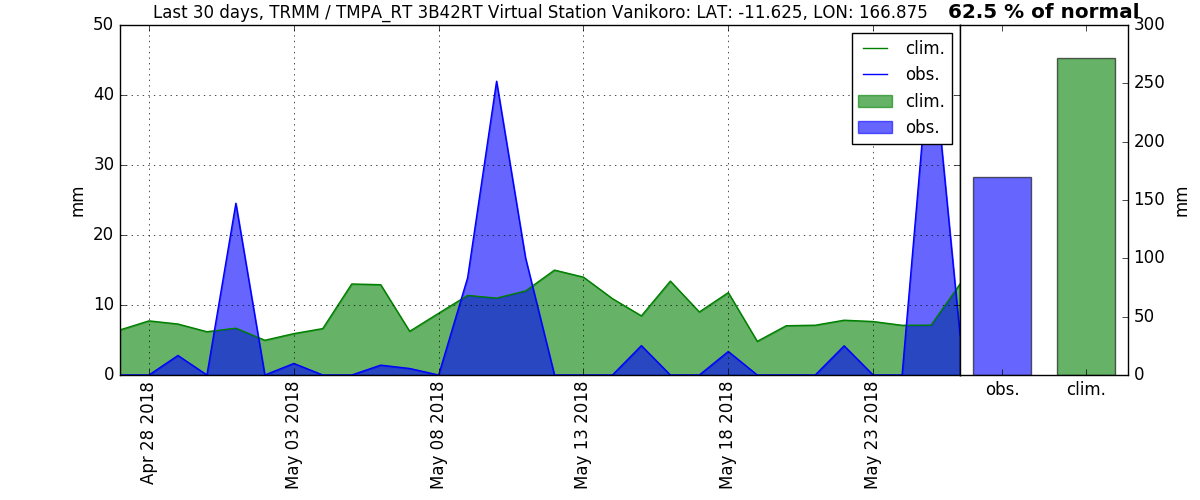 Last 30 days, TRMM / TMPA_RT 3B42RT Virtual Station Vanikoro: LAT: -11.625, LON: 166.875
62.5 % of normal
clim.
obs.
clim.
obs.
50
40
30
20
10
0
mm
Apr 28 2018
May 03 2018
May 08 2018
May 13 2018
May 18 2018
May 23 2018
300
250
200
150
100
50
0
mm
obs.
clim.